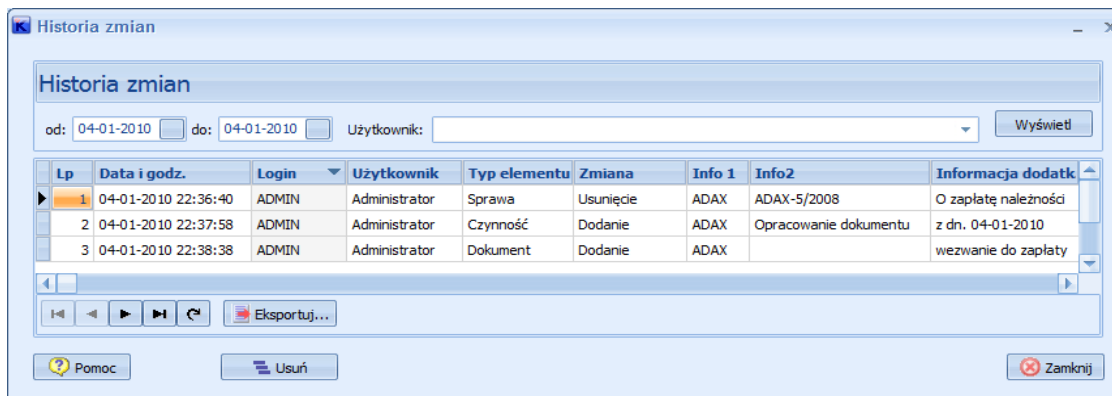 K Historia zmian
Historia zmian
od: 04-01-2010 do: 04-01-2010 Użytkownik: Wyświetl
Lp Data i godz. Login Użytkownik Typ elementu Zmiana Info 1 Info2 Informacja dodatk
1 04-01-2010 22:36:40 ADMIN Administrator Sprawa Usunięcie ADAX ADAX-5/2008 O zapłatę należności
2 04-01-2010 22:37:58 ADMIN Administrator Czynność Dodanie ADAX Opracowanie dokumentu z dn. 04-01-2010
3 04-01-2010 22:38:38 ADMIN Administrator Dokument Dodanie ADAX wezwanie do zapłaty
Eksportuj...
Pomoc Usuń Zamknij